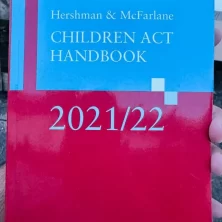 Hershman & McFarlane
CHILDREN ACT
HANDBOOK
2021/22